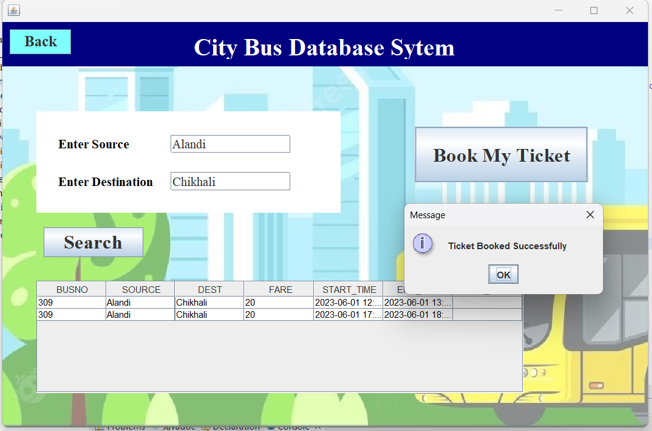 Back
City Bus Database Sytem
Enter Source
Alandi
Book My Ticket
Enter Destination
Chikhali
Message
Ticket Booked Successfully
OK
Search
BUSNO SOURCE DEST FARE START_TIME
309 Alandi Chikhali 20 2023-06-01 12:... 2023-06-01 13:...
309 Alandi Chikhali 20 2023-06-01 17:... 2023-06-01 18:...
Problems Javadoc Declaration Console